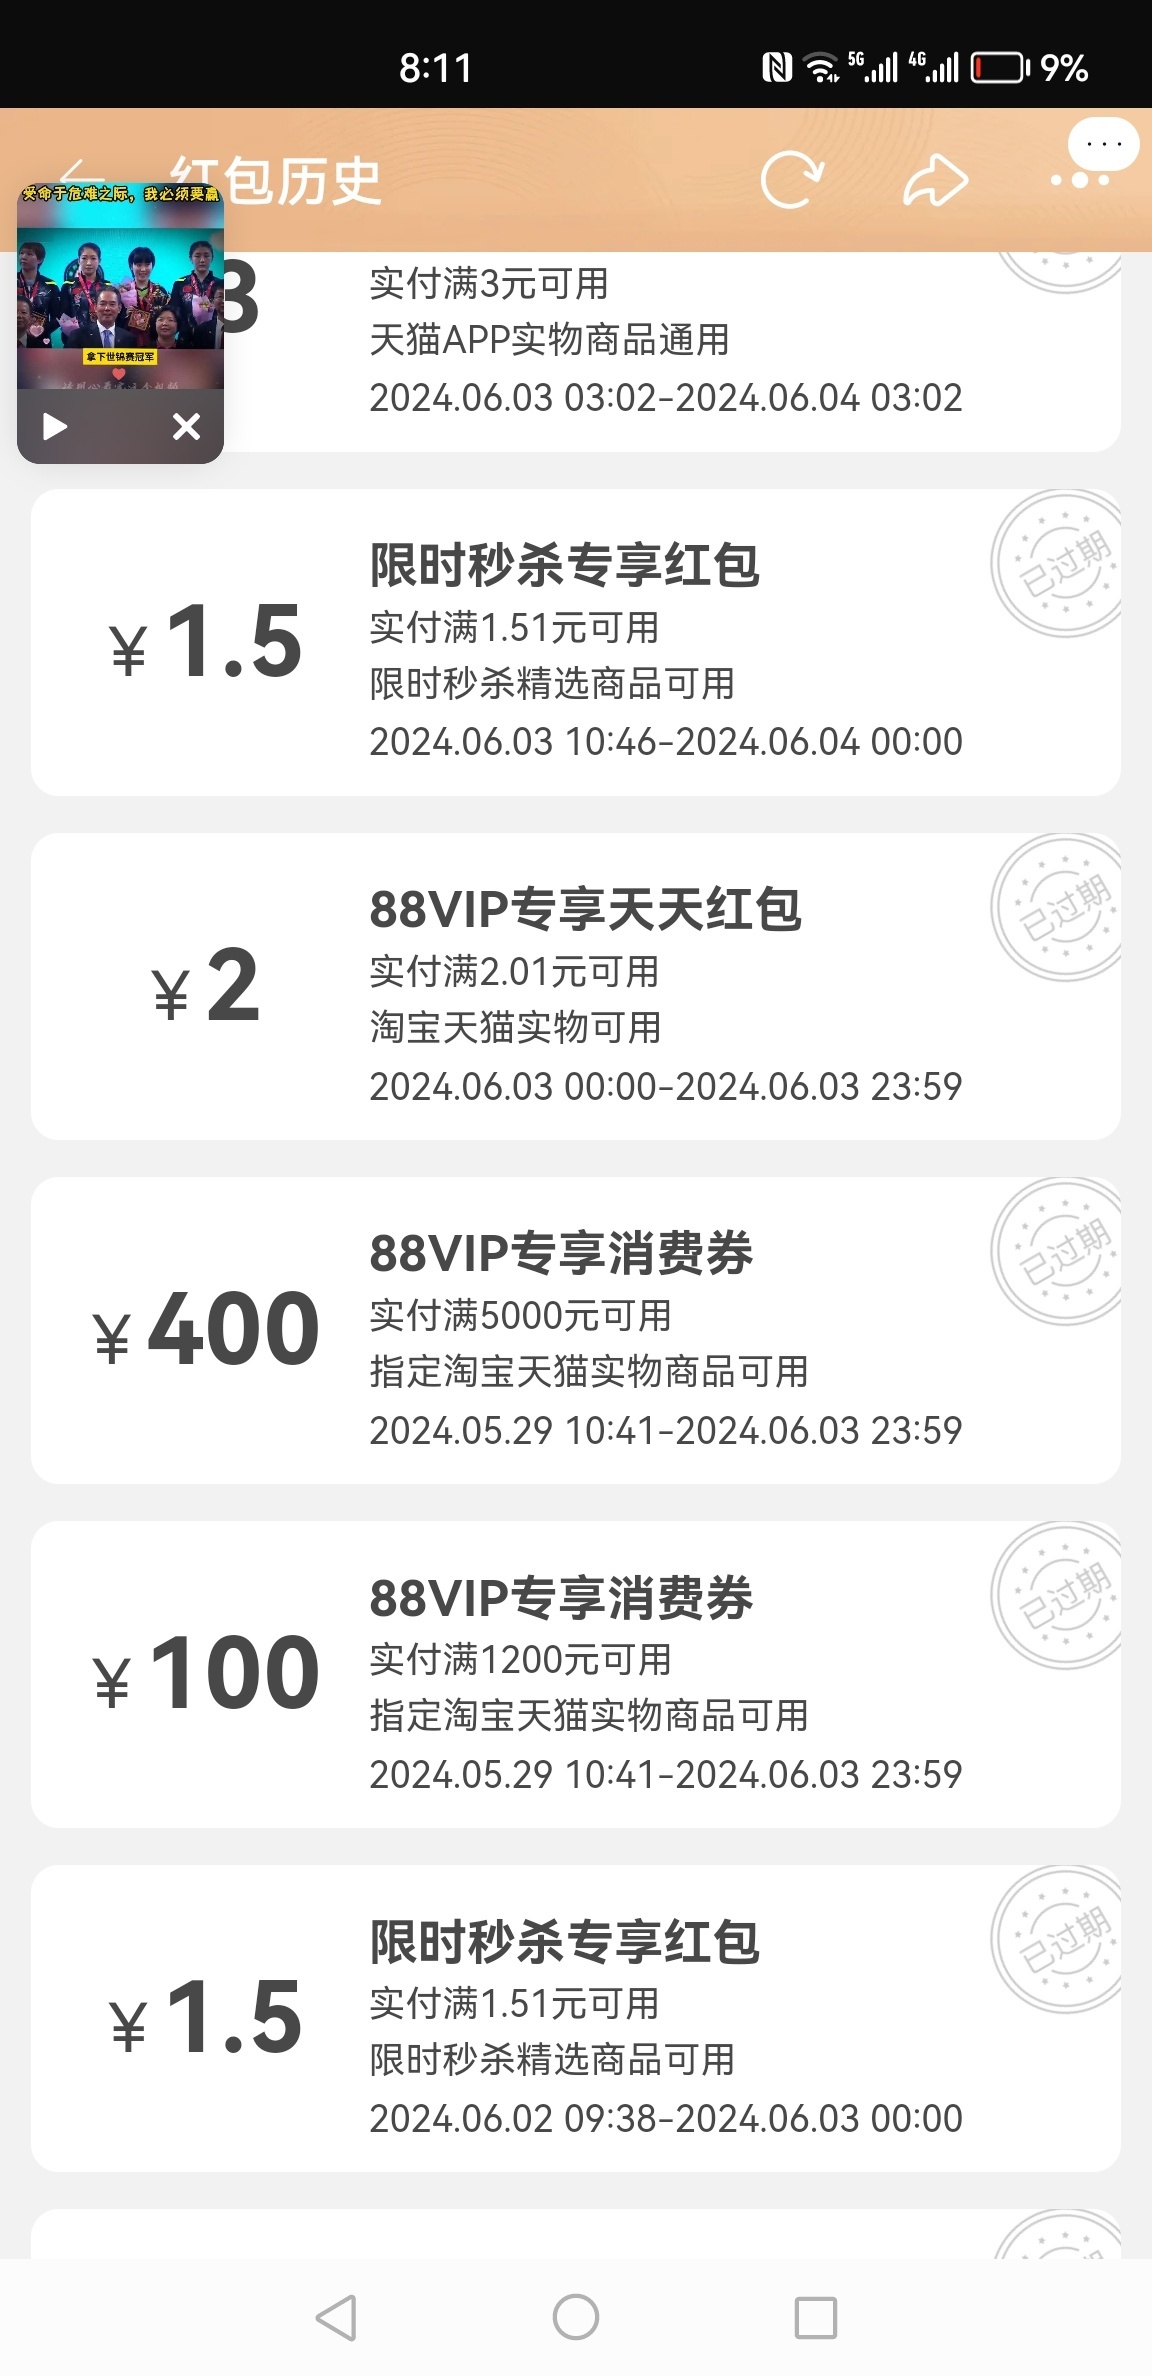 8:11
5G
4G
9%
红包历史
受命于危难之际，我必须要赢
拿下世锦赛冠军
3
实付满3元可用
天猫APP实物商品通用
2024.06.03 03:02-2024.06.04 03:02
限时秒杀专享红包
已过期
¥ 1.5
实付满1.51元可用
限时秒杀精选商品可用
2024.06.03 10:46-2024.06.04 00:00
88VIP专享天天红包
已过期
¥ 2
实付满2.01元可用
淘宝天猫实物可用
2024.06.03 00:00-2024.06.03 23:59
88VIP专享消费券
已过期
¥ 400
实付满5000元可用
指定淘宝天猫实物商品可用
2024.05.29 10:41-2024.06.03 23:59
88VIP专享消费券
已过期
¥ 100
实付满1200元可用
指定淘宝天猫实物商品可用
2024.05.29 10:41-2024.06.03 23:59
限时秒杀专享红包
已过期
¥ 1.5
实付满1.51元可用
限时秒杀精选商品可用
2024.06.02 09:38-2024.06.03 00:00